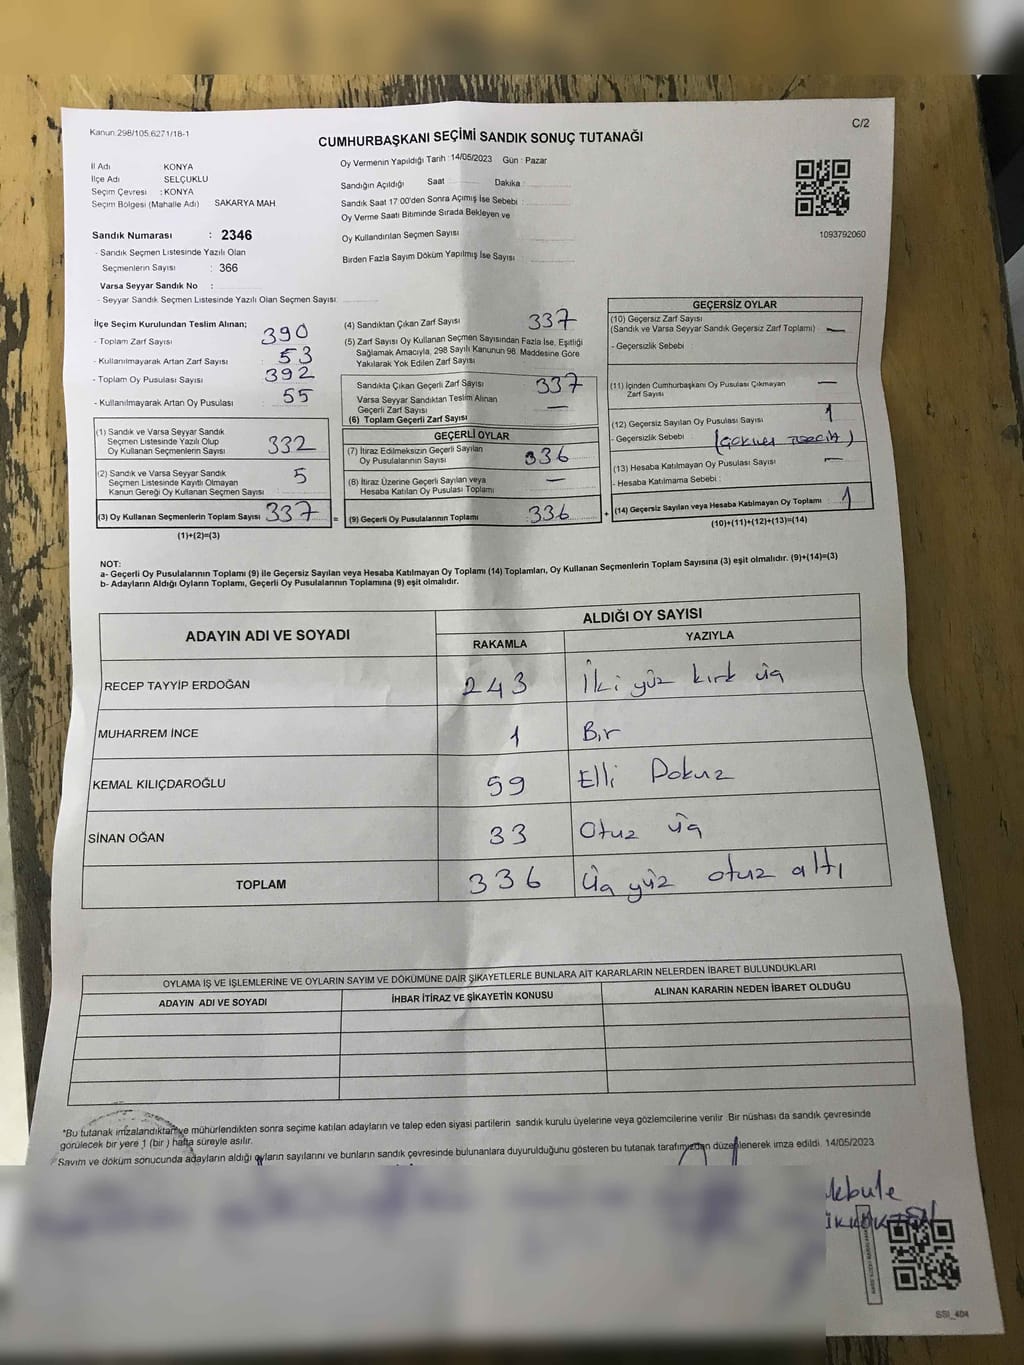 Kanun.298/105.6271/18-1
C/2
CUMHURBAŞKANI SEÇİMİ SANDIK SONUÇ TUTANAĞI
İl Adı KONYA
İlçe Adı SELÇUKLU
Seçim Çevresi : KONYA
Seçim Bölgesi (Mahalle Adı) SAKARYA MAH
Oy Vermenin Yapıldığı Tarih : 14/05/2023 Gün : Pazar
Sandığın Açıldığı Saat Dakika :
Sandık Saat 17.00'den Sonra Açımış İse Sebebi :
Oy Verme Saati Bitiminde Sırada Bekleyen ve
Oy Kullandırılan Seçmen Sayısı
Birden Fazla Sayım Döküm Yapılmış İse Sayısı :
1093792060
Sandık Numarası : 2346
- Sandık Seçmen Listesinde Yazılı Olan
Seçmenlerin Sayısı : 366
Varsa Seyyar Sandık No :
- Seyyar Sandık Seçmen Listesinde Yazılı Olan Seçmen Sayısı:
İlçe Seçim Kurulundan Teslim Alınan;
- Toplam Zarf Sayısı 390
- Kullanılmayarak Artan Zarf Sayısı : 53
- Toplam Oy Pusulası Sayısı 392
- Kullanılmayarak Artan Oy Pusulası : 55
(1) Sandık ve Varsa Seyyar Sandık
Seçmen Listesinde Yazılı Olup
Oy Kullanan Seçmenlerin Sayısı 332
(2) Sandık ve Varsa Seyyar Sandık
Seçmen Listesinde Kayıtlı Olmayan
Kanun Gereği Oy Kullanan Seçmen Sayısı : 5
(3) Oy Kullanan Seçmenlerin Toplam Sayısı 337
(1)+(2)=(3)
(4) Sandıktan Çıkan Zarf Sayısı 337
(5) Zarf Sayısı Oy Kullanan Seçmen Sayısından Fazla İse, Eşitliği
Sağlamak Amacıyla, 298 Sayılı Kanunun 98. Maddesine Göre
Yakılarak Yok Edilen Zarf Sayısı
Sandıkta Çıkan Geçerli Zarf Sayısı 337
Varsa Seyyar Sandıktan Teslim Alınan
Geçerli Zarf Sayısı —
(6) Toplam Geçerli Zarf Sayısı
GEÇERLİ OYLAR
(7) İtiraz Edilmeksizin Geçerli Sayılan
Oy Pusulalarının Sayısı 336
(8) İtiraz Üzerine Geçerli Sayılan veya
Hesaba Katılan Oy Pusulası Toplamı —
= (9) Geçerli Oy Pusulalarının Toplamı 336
GEÇERSİZ OYLAR
(10) Geçersiz Zarf Sayısı
(Sandık ve Varsa Seyyar Sandık Geçersiz Zarf Toplamı) —
- Geçersizlik Sebebi :
(11) İçinden Cumhurbaşkanı Oy Pusulası Çıkmayan
Zarf Sayısı —
(12) Geçersiz Sayılan Oy Pusulası Sayısı 1
- Geçersizlik Sebebi :
(13) Hesaba Katılmayan Oy Pusulası Sayısı —
- Hesaba Katılmama Sebebi :
+ (14) Geçersiz Sayılan veya Hesaba Katılmayan Oy Toplamı 1
(10)+(11)+(12)+(13)=(14)
NOT:
a- Geçerli Oy Pusulalarının Toplamı (9) ile Geçersiz Sayılan veya Hesaba Katılmayan Oy Toplamı (14) Toplamları, Oy Kullanan Seçmenlerin Toplam Sayısına (3) eşit olmalıdır. (9)+(14)=(3)
b- Adayların Aldığı Oyların Toplamı, Geçerli Oy Pusulalarının Toplamına (9) eşit olmalıdır.
ADAYIN ADI VE SOYADI ALDIĞI OY SAYISI
RAKAMLA YAZIYLA
RECEP TAYYİP ERDOĞAN 243 İki yüz kırk üç
MUHARREM İNCE 1 Bir
KEMAL KILIÇDAROĞLU 59 Elli Dokuz
SİNAN OĞAN 33 Otuz üç
TOPLAM 336 Üç yüz otuz altı
OYLAMA İŞ VE İŞLEMLERİNE VE OYLARIN SAYIM VE DÖKÜMÜNE DAİR ŞİKAYETLERLE BUNLARA AİT KARARLARIN NELERDEN İBARET BULUNDUKLARI
ADAYIN ADI VE SOYADI İHBAR İTİRAZ VE ŞİKAYETİN KONUSU ALINAN KARARIN NEDEN İBARET OLDUĞU
*Bu tutanak imzalandıktan ve mühürlendikten sonra seçime katılan adayların ve talep eden siyasi partilerin sandık kurulu üyelerine veya gözlemcilerine verilir. Bir nüshası da sandık çevresinde
görülecek bir yere 1 (bir) hafta süreyle asılır.
Sayım ve döküm sonucunda adayların aldığı oyların sayılarını ve bunların sandık çevresinde bulunanlara duyurulduğunu gösteren bu tutanak tarafımızdan düzenlenerek imza edildi. 14/05/2023
SSI_404